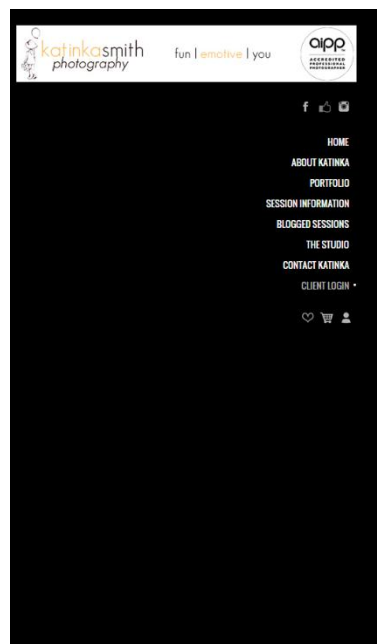 katinkasmith
photography
fun | emotive | you
aipp
ACCREDITED
PROFESSIONAL
PHOTOGRAPHER
HOME
ABOUT KATINKA
PORTFOLIO
SESSION INFORMATION
BLOGGED SESSIONS
THE STUDIO
CONTACT KATINKA
CLIENT LOGIN